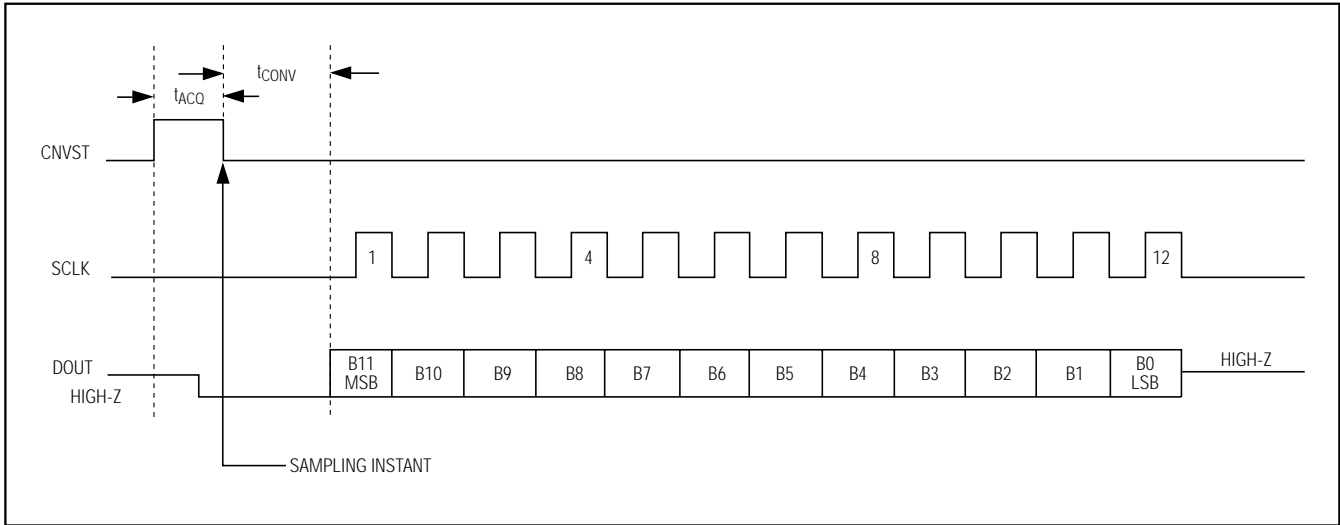 tCONV
tACQ
CNVST
1 4 8 12
SCLK
DOUT
HIGH-Z
B11 MSB B10 B9 B8 B7 B6 B5 B4 B3 B2 B1 B0 LSB
HIGH-Z
SAMPLING INSTANT